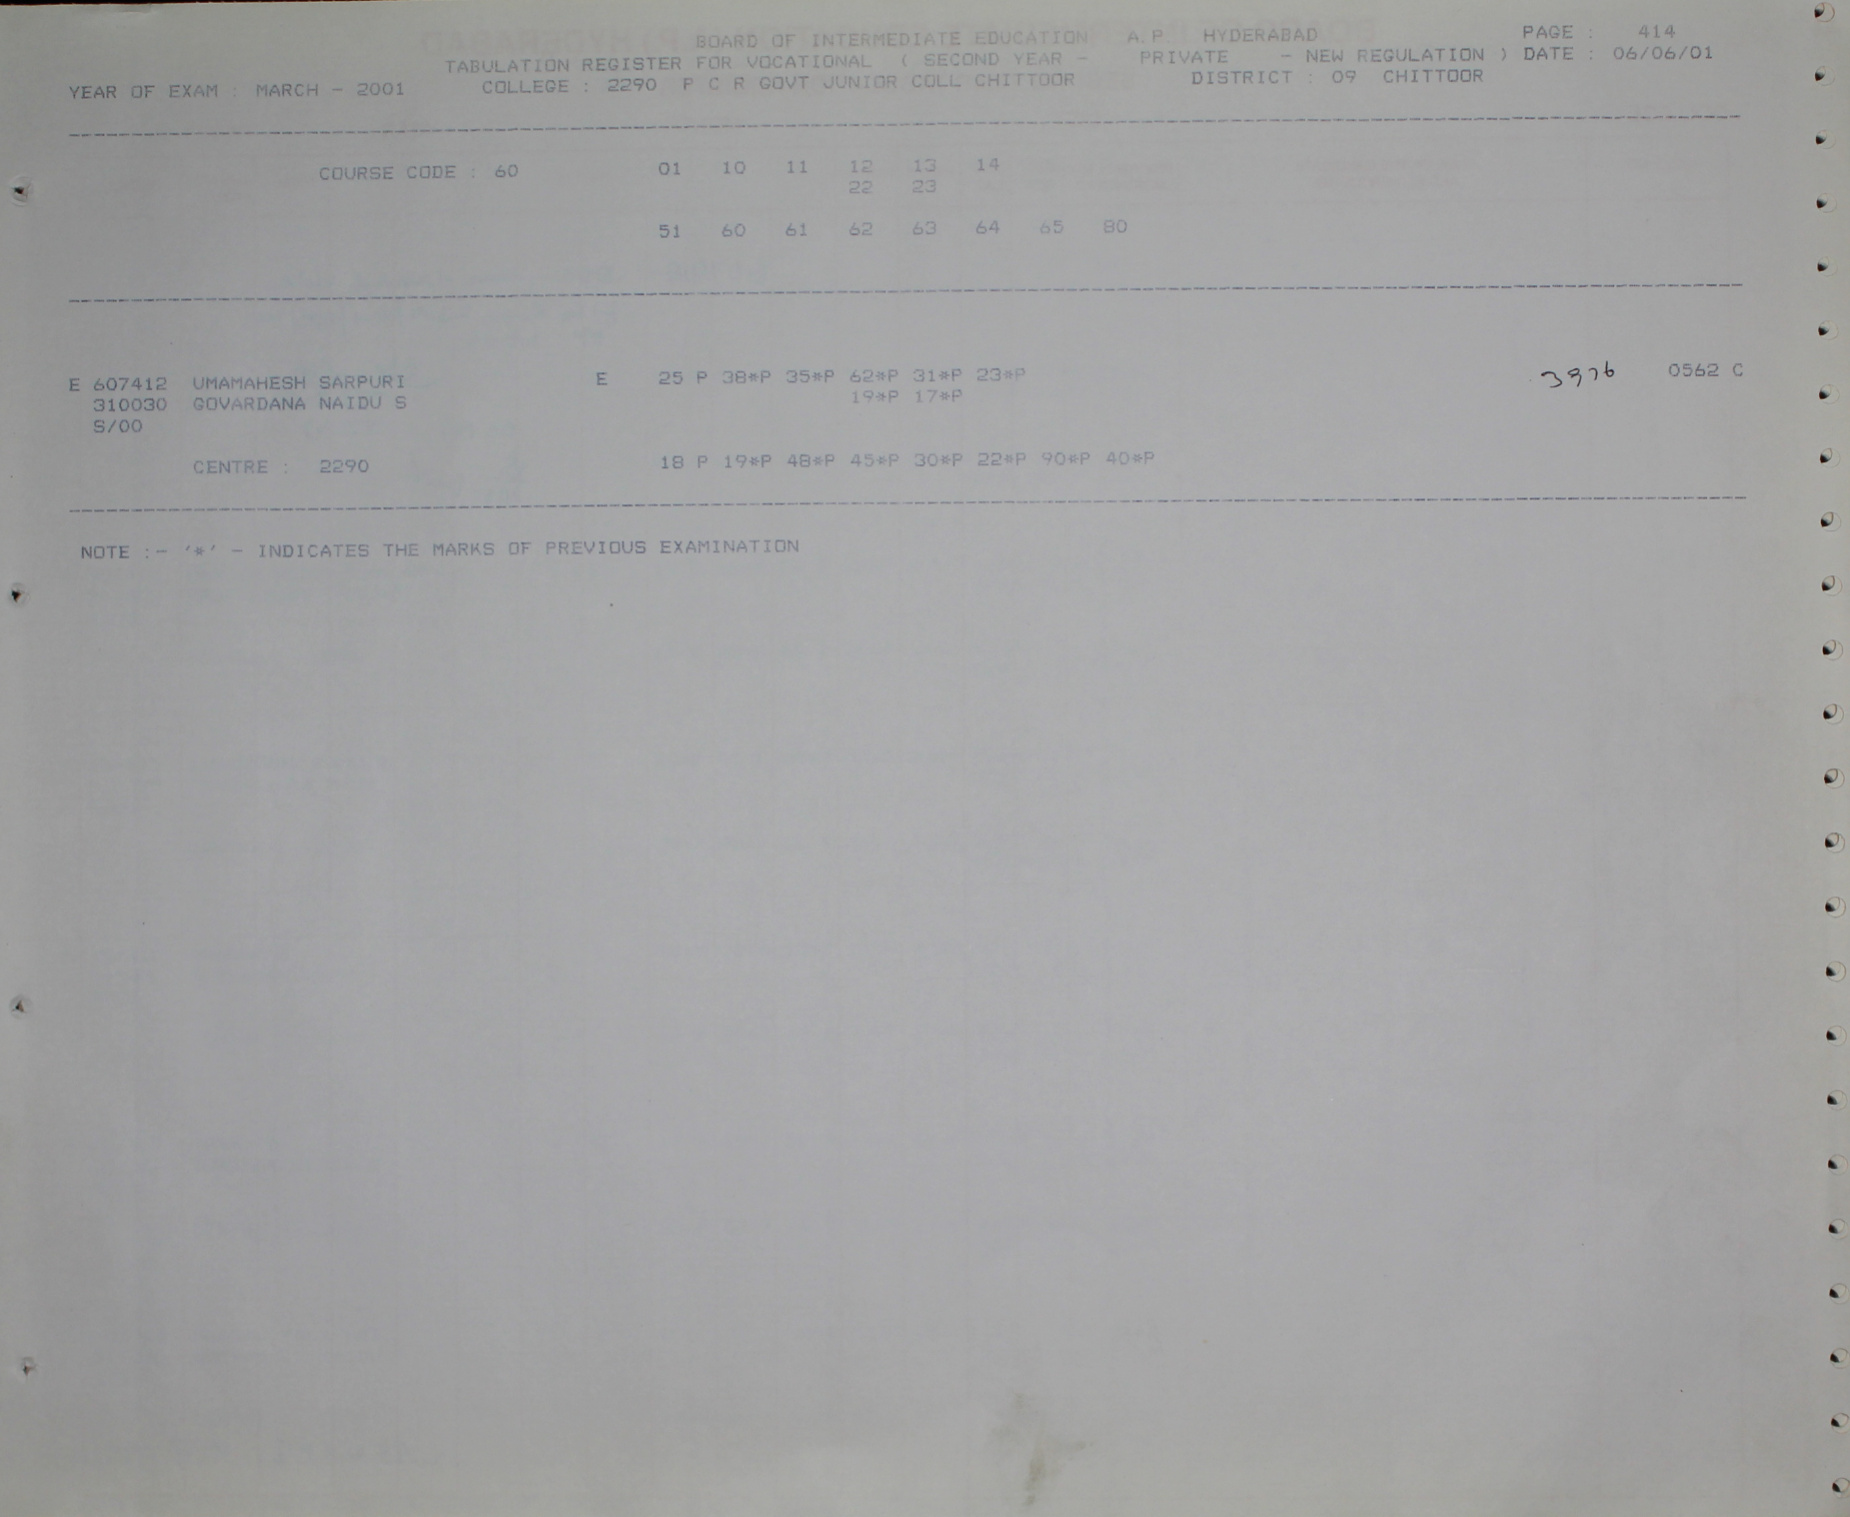 BOARD OF INTERMEDIATE EDUCATION A.P. HYDERABAD PAGE : 414
TABULATION REGISTER FOR VOCATIONAL ( SECOND YEAR - PRIVATE - NEW REGULATION ) DATE : 06/06/01
YEAR OF EXAM : MARCH - 2001 COLLEGE : 2290 P C R GOVT JUNIOR COLL CHITTOOR DISTRICT : 09 CHITTOOR
COURSE CODE : 60 01 10 11 12 13 14
22 23
51 60 61 62 63 64 65 80
E 607412 UMAMAHESH SARPURI E 25 P 38*P 35*P 62*P 31*P 23*P 3976 0562 C
310030 GOVARDANA NAIDU S 19*P 17*P
S/00
CENTRE : 2290 18 P 19*P 48*P 45*P 30*P 22*P 90*P 40*P
NOTE :- '*' - INDICATES THE MARKS OF PREVIOUS EXAMINATION